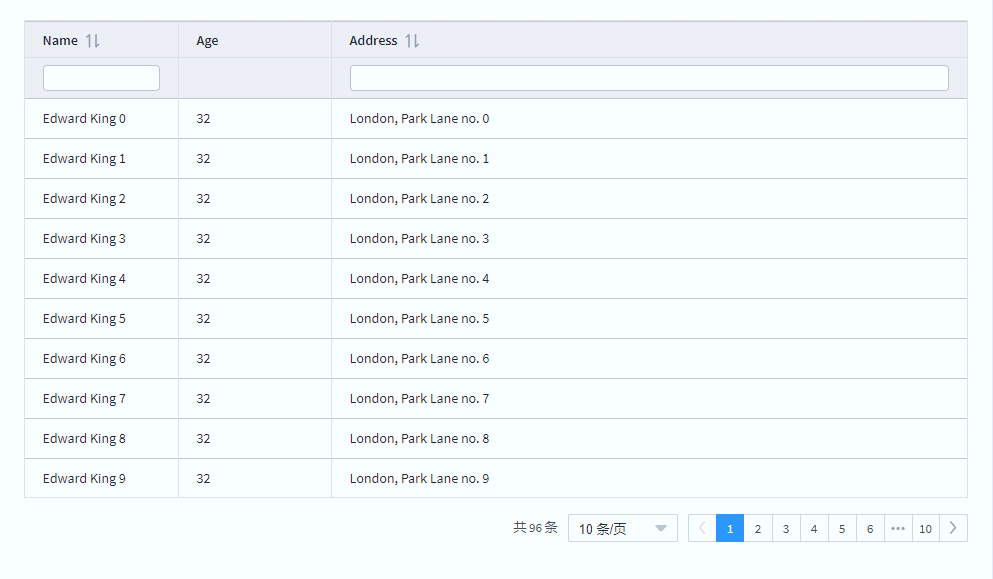 Name Age Address
Edward King 0 32 London, Park Lane no. 0
Edward King 1 32 London, Park Lane no. 1
Edward King 2 32 London, Park Lane no. 2
Edward King 3 32 London, Park Lane no. 3
Edward King 4 32 London, Park Lane no. 4
Edward King 5 32 London, Park Lane no. 5
Edward King 6 32 London, Park Lane no. 6
Edward King 7 32 London, Park Lane no. 7
Edward King 8 32 London, Park Lane no. 8
Edward King 9 32 London, Park Lane no. 9
共 96 条 10 条/页 1 2 3 4 5 6 ••• 10